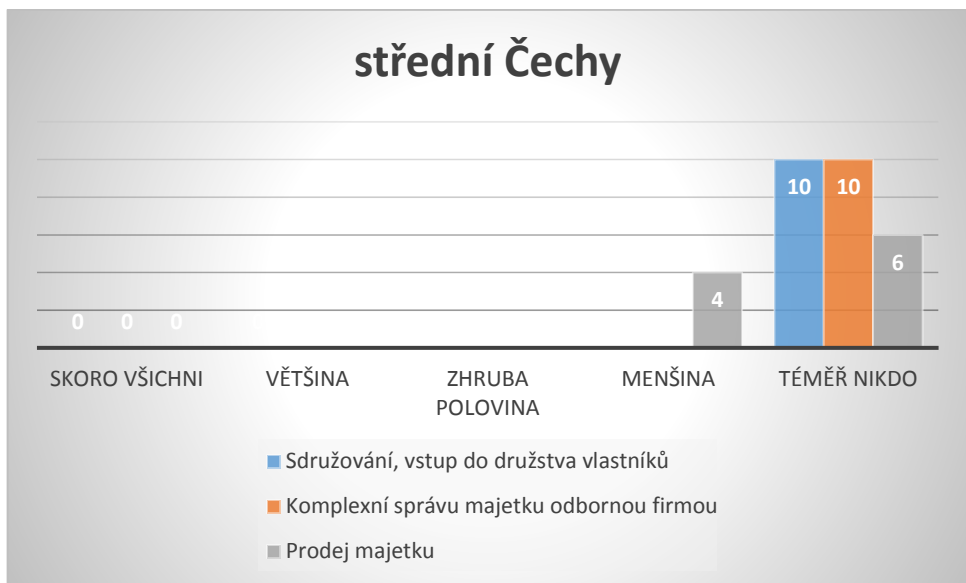 střední Čechy
10 10
6
4
0 0 0
SKORO VŠICHNI VĚTŠINA ZHRUBA POLOVINA MENŠINA TÉMĚŘ NIKDO
Sdružování, vstup do družstva vlastníků
Komplexní správu majetku odbornou firmou
Prodej majetku